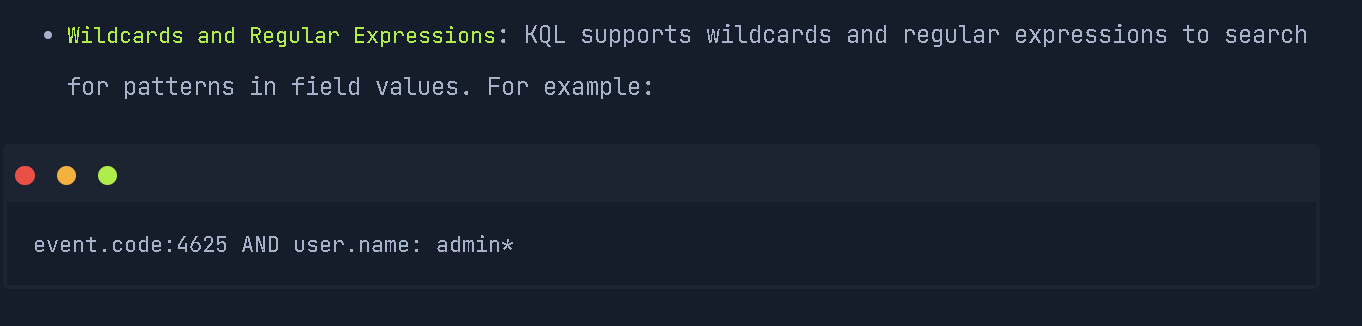 • Wildcards and Regular Expressions: KQL supports wildcards and regular expressions to search
for patterns in field values. For example:
event.code:4625 AND user.name: admin*